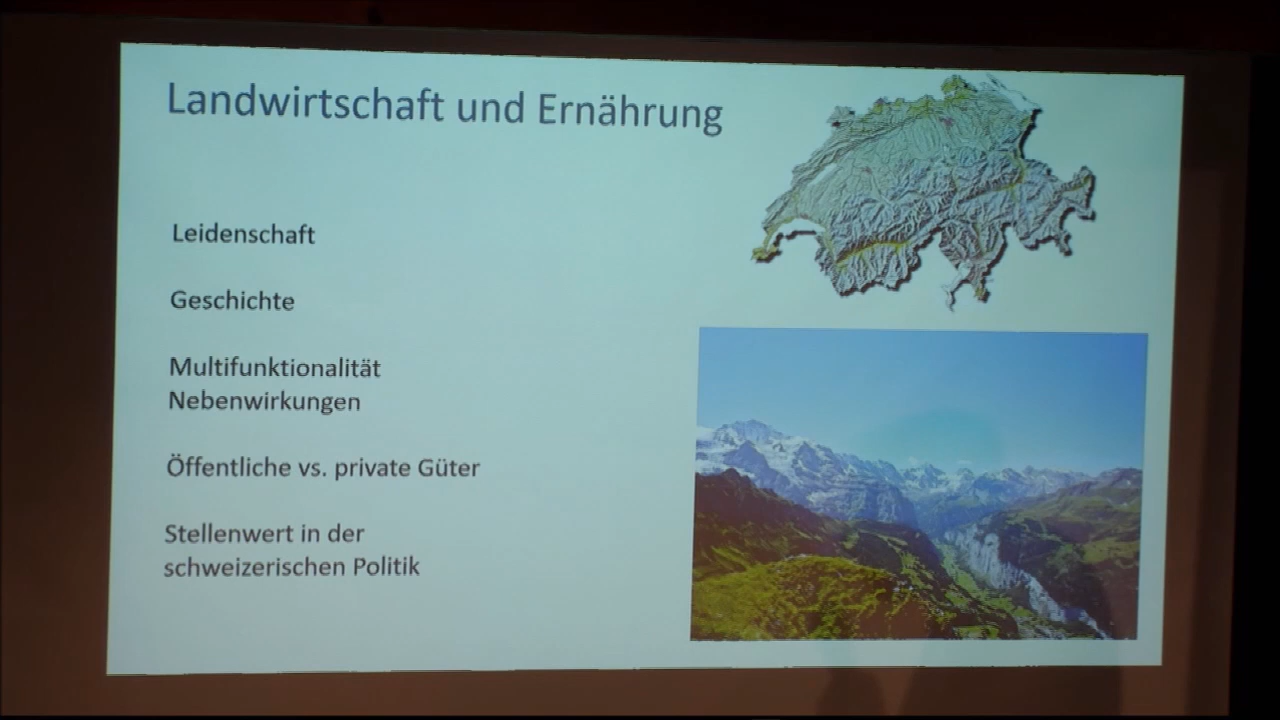 Landwirtschaft und Ernährung
Leidenschaft
Geschichte
Multifunktionalität
Nebenwirkungen
Öffentliche vs. private Güter
Stellenwert in der
schweizerischen Politik